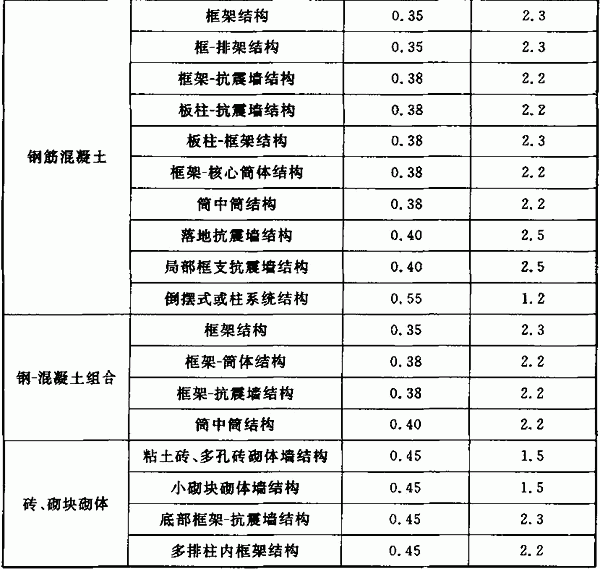 钢筋混凝土
框架结构 0.35 2.3
框-排架结构 0.35 2.3
框架-抗震墙结构 0.38 2.2
板柱-抗震墙结构 0.38 2.2
板柱-框架结构 0.38 2.3
框架-核心筒体结构 0.38 2.2
筒中筒结构 0.38 2.2
落地抗震墙结构 0.40 2.5
局部框支抗震墙结构 0.40 2.5
倒摆式或柱系统结构 0.55 1.2
钢-混凝土组合
框架结构 0.35 2.3
框架-筒体结构 0.38 2.2
框架-抗震墙结构 0.38 2.2
筒中筒结构 0.40 2.2
砖、砌块砌体
粘土砖、多孔砖砌体墙结构 0.45 1.5
小砌块砌体墙结构 0.45 1.5
底部框架-抗震墙结构 0.45 2.3
多排柱内框架结构 0.45 2.2